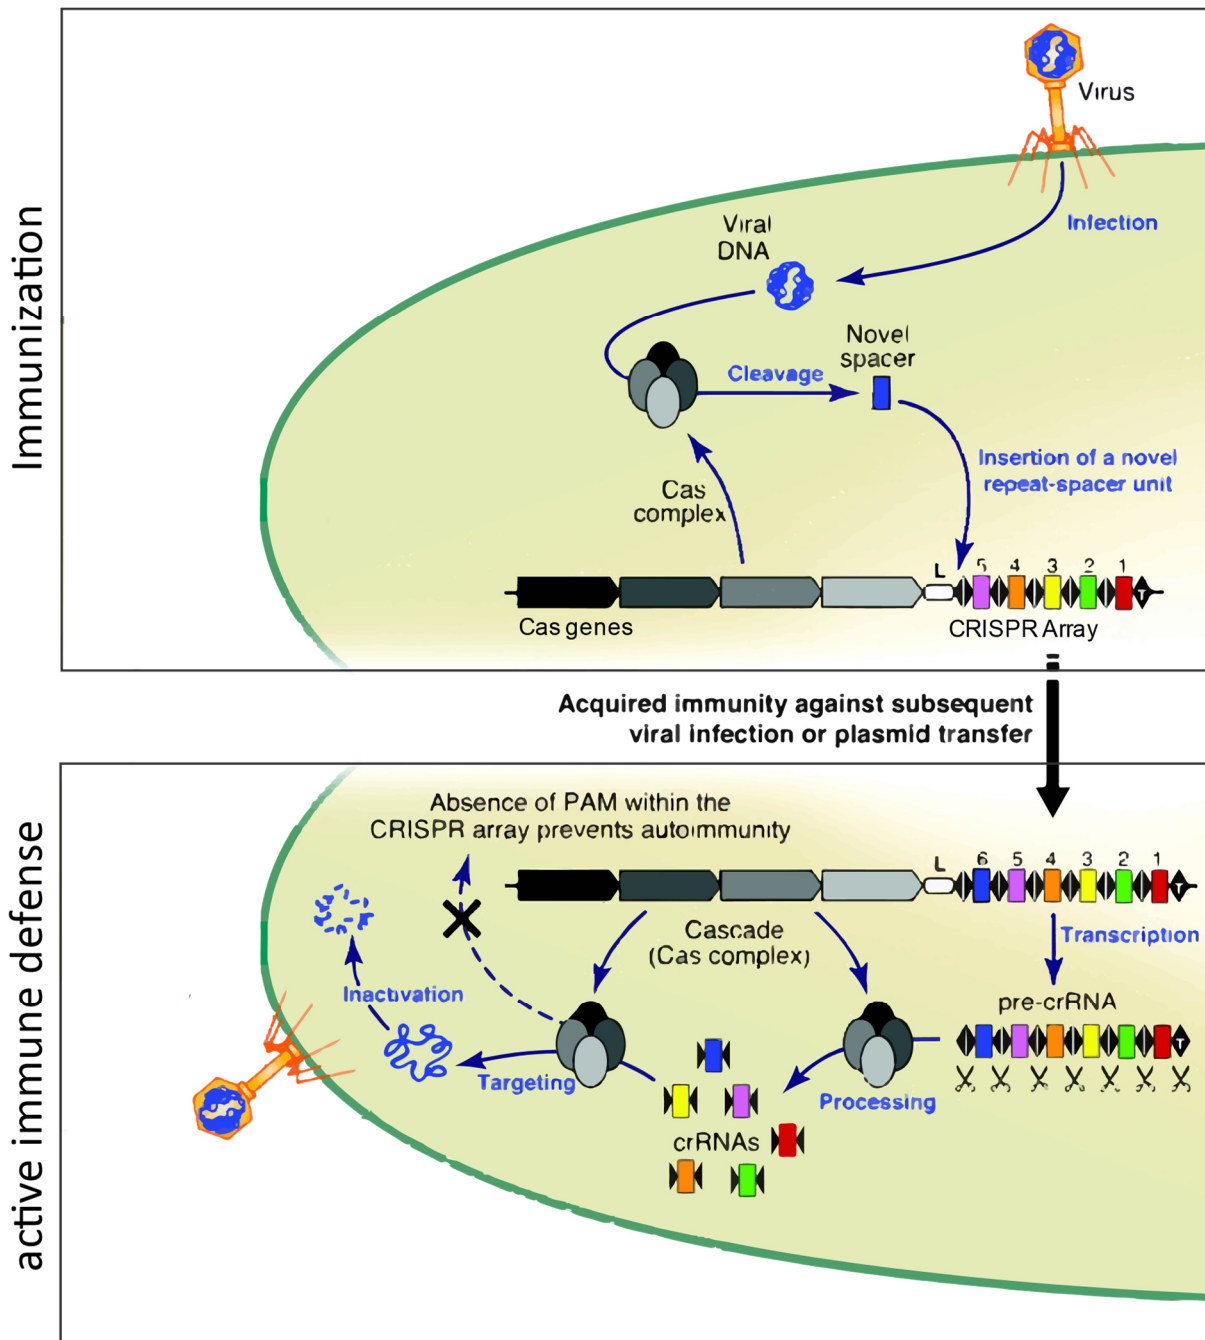 Immunization
Virus
Infection
Viral
DNA
Novel
spacer
Cleavage
Insertion of a novel
repeat-spacer unit
Cas
complex
L 5 4 3 2 1
T
Cas genes
CRISPR Array
Acquired immunity against subsequent
viral infection or plasmid transfer
active immune defense
Absence of PAM within the
CRISPR array prevents autoimmunity
L 6 5 4 3 2 1
T
Cascade
(Cas complex)
Transcription
Inactivation
pre-crRNA
T
Targeting
Processing
crRNAs